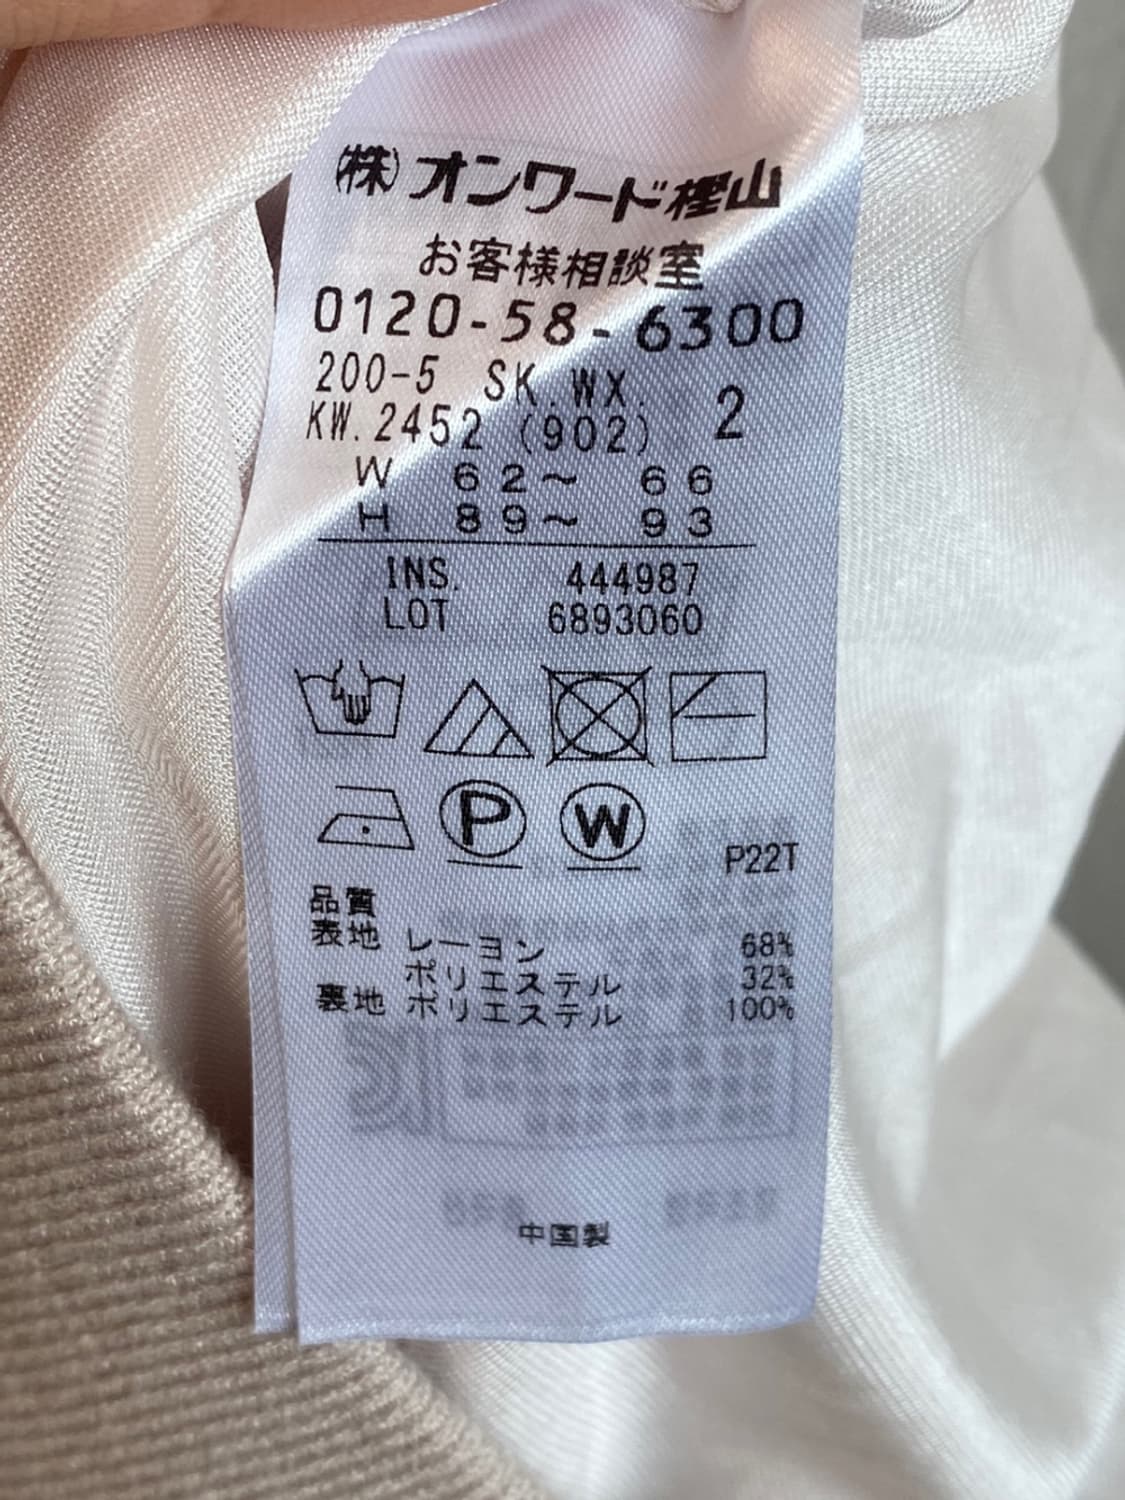 (株)オンワード樫山
お客様相談室
0120-58-6300
200-5 SK.WX.
KW.2452 (902) 2
W 62~ 66
H 89~ 93
INS. 444987
LOT 6893060
P W
P22T
品質
表地 レーヨン 68%
ポリエステル 32%
裏地 ポリエステル 100%
中国製